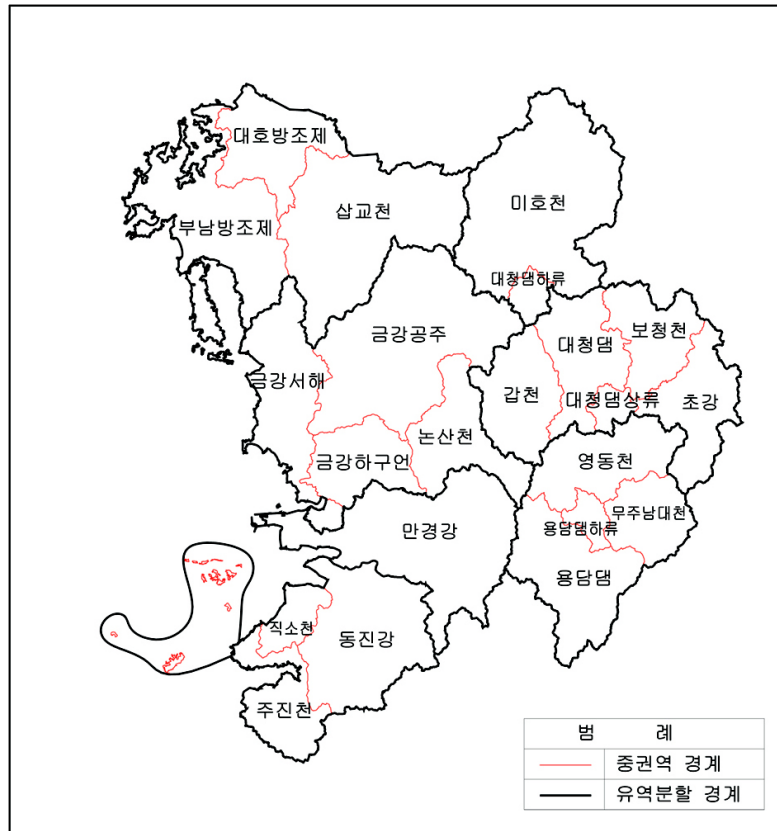 대호방조제
삽교천
미호천
부남방조제
대청댐하류
금강공주
대청댐
보청천
금강서해
갑천
대청댐상류
초강
논산천
금강하구언
영동천
만경강
용담댐하류
무주남대천
용담댐
직소천
동진강
주진천
범 례
중권역 경계
유역분할 경계